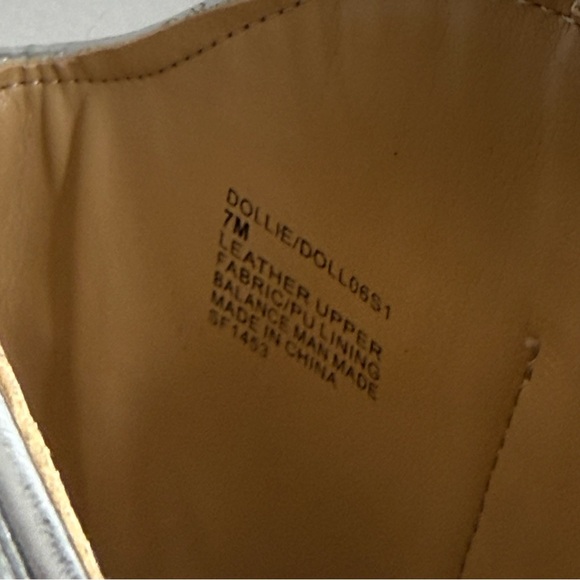 DOLLIE/DOLL06S1
7M
LEATHER UPPER
FABRIC/PU LINING
BALANCE MAN MADE
MADE IN CHINA
SF1463